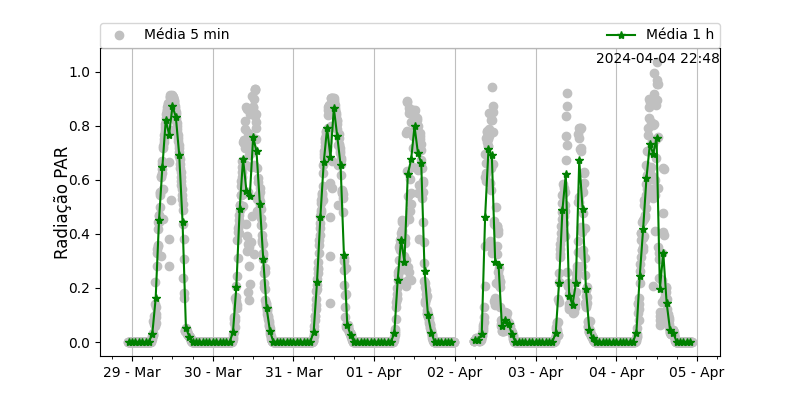 Média 5 min
Média 1 h
2024-04-04 22:48
Radiação PAR
1.0
0.8
0.6
0.4
0.2
0.0
29 - Mar
30 - Mar
31 - Mar
01 - Apr
02 - Apr
03 - Apr
04 - Apr
05 - Apr